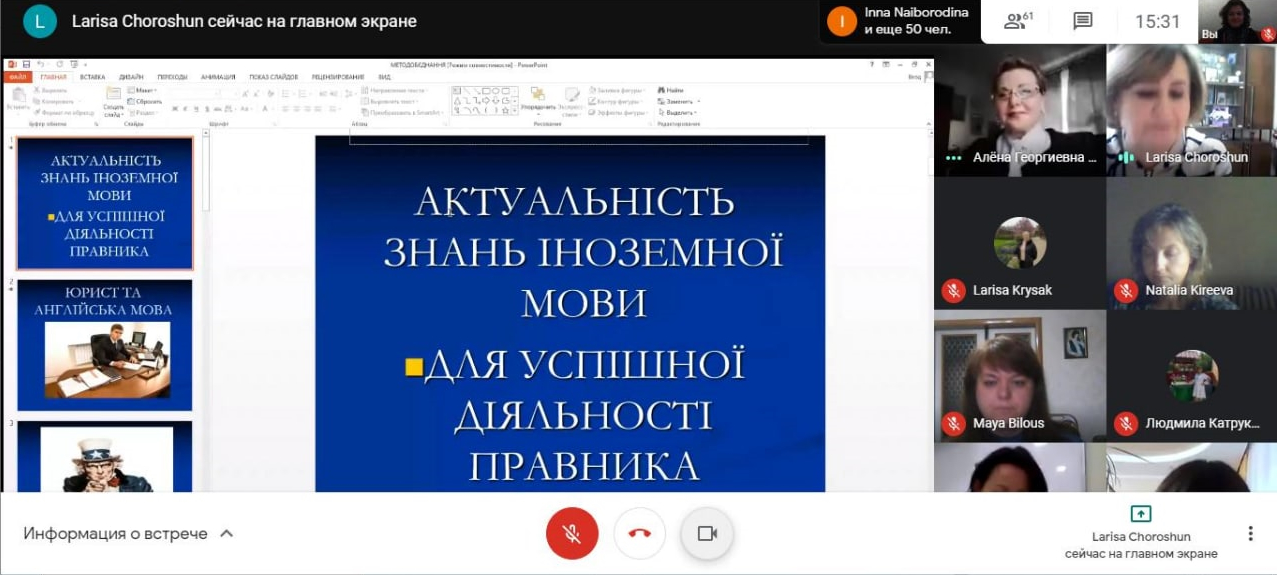 L
Larisa Choroshun сейчас на главном экране
I
Inna Naiborodina
и еще 50 чел.
61
15:31
Вы
МЕТОДОБЄДНАННЯ [Режим совместимости] - PowerPoint
ФАЙЛ ГЛАВНАЯ ВСТАВКА ДИЗАЙН ПЕРЕХОДЫ АНИМАЦИЯ ПОКАЗ СЛАЙДОВ РЕЦЕНЗИРОВАНИЕ ВИД
Вход
Вырезать
Копировать
Формат по образцу
Буфер обмена
Создать
слайд
Макет
Сбросить
Раздел
Слайды
Шрифт
Направление текста
Выровнять текст
Преобразовать в SmartArt
Абзац
Упорядочить
Экспресс-
стили
Заливка фигуры
Контур фигуры
Эффекты фигуры
Рисование
Найти
Заменить
Выделить
Редактирование
1
АКТУАЛЬНІСТЬ
ЗНАНЬ ІНОЗЕМНОЇ
МОВИ
ДЛЯ УСПІШНОЇ
ДІЯЛЬНОСТІ
ПРАВНИКА
2
ЮРИСТ ТА
АНГЛІЙСЬКА МОВА
3
АКТУАЛЬНІСТЬ
ЗНАНЬ ІНОЗЕМНОЇ
МОВИ
ДЛЯ УСПІШНОЇ
ДІЯЛЬНОСТІ
ПРАВНИКА
Алёна Георгиевна ...
Larisa Choroshun
Larisa Krysak
Natalia Kireeva
Maya Bilous
Людмила Катрук...
Информация о встрече
Larisa Choroshun
сейчас на главном экране